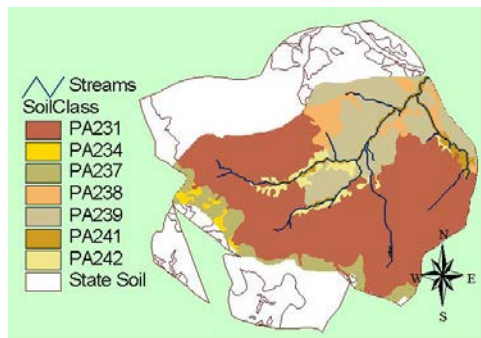 Streams
SoilClass
PA231
PA234
PA237
PA238
PA239
PA241
PA242
State Soil
N
W E
S